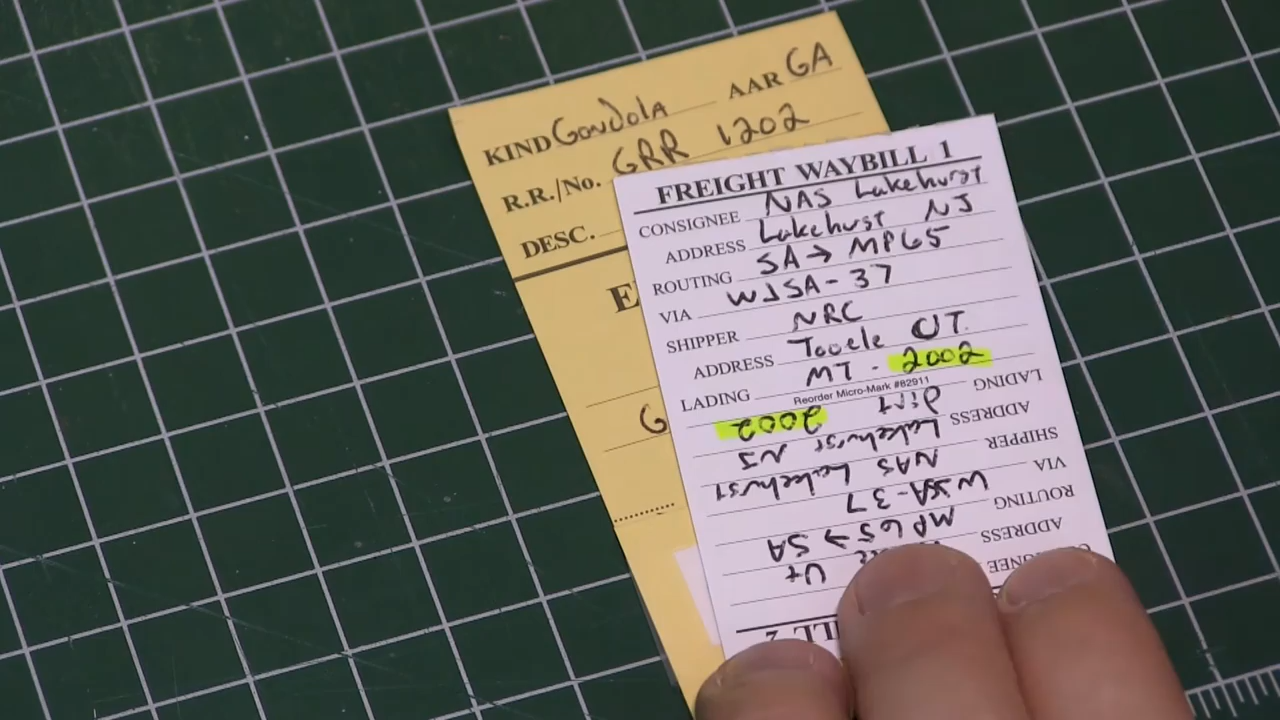 KIND Gondola AAR GA
R.R./No. GRR 1202
DESC.
E
G
FREIGHT WAYBILL 1
CONSIGNEE NAS Lakehurst
ADDRESS Lakehurst NJ
ROUTING SA → MP65
VIA WJSA-37
SHIPPER NRC
ADDRESS Tooele UT
LADING MT - 2002
Reorder Micro-Mark #82911
LADING dirt 2002
ADDRESS Lakehurst NJ
SHIPPER NAS Lakehurst
VIA WJSA-37
ROUTING MP65 → SA
ADDRESS UT